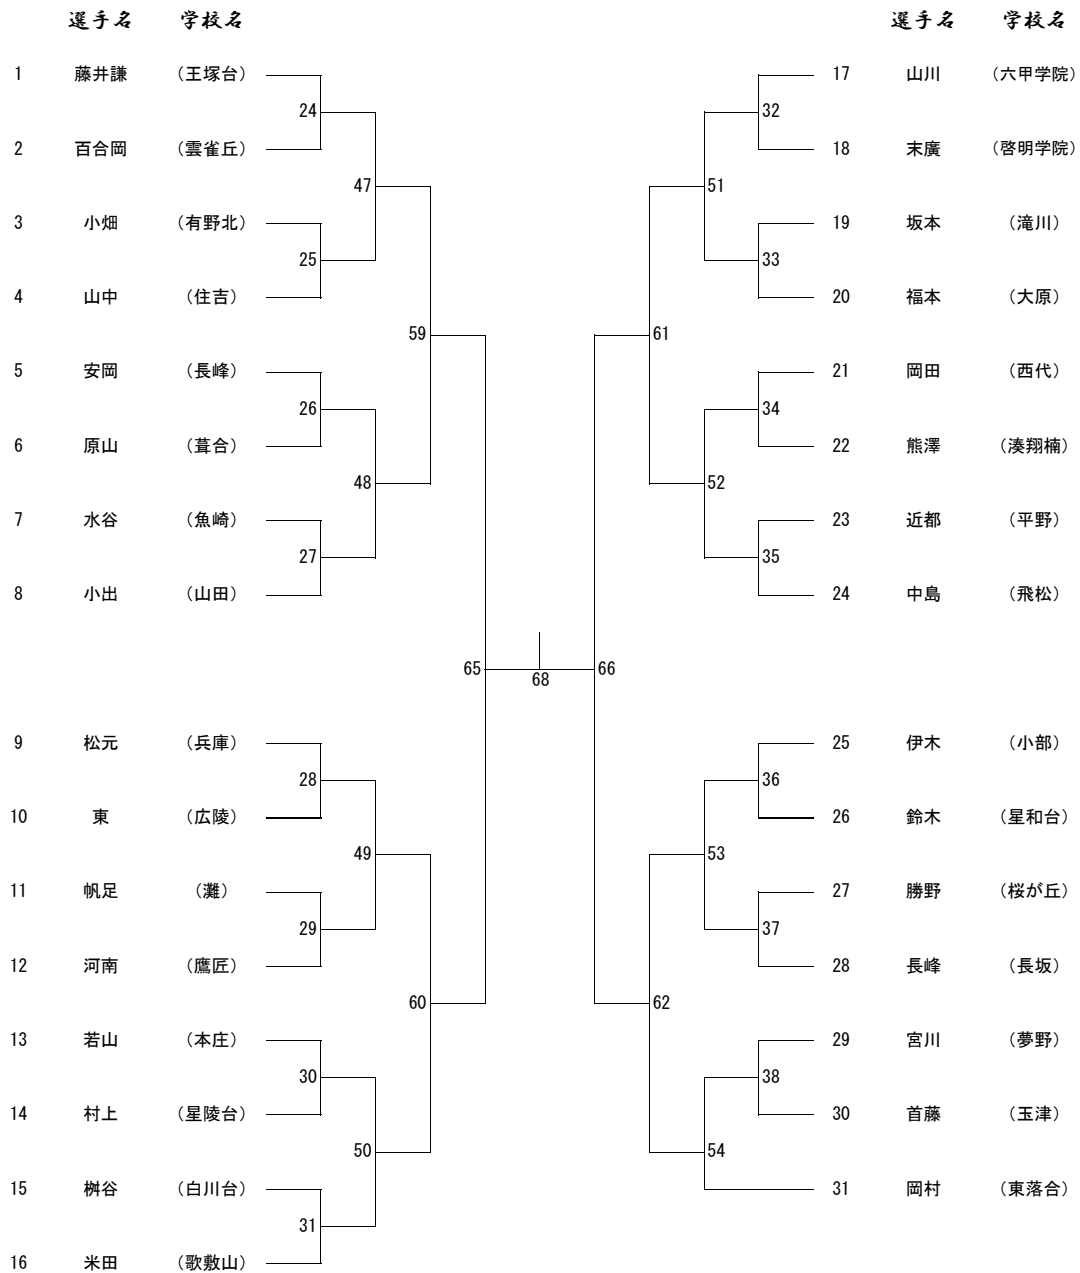 選手名 学校名 選手名 学校名
1 藤井謙 （王塚台） 17 山川 （六甲学院）
24 32
2 百合岡 （雲雀丘） 18 末廣 （啓明学院）
47 51
3 小畑 （有野北） 19 坂本 （滝川）
25 33
4 山中 （住吉） 20 福本 （大原）
59 61
5 安岡 （長峰） 21 岡田 （西代）
26 34
6 原山 （葺合） 22 熊澤 （湊翔楠）
48 52
7 水谷 （魚崎） 23 近都 （平野）
27 35
8 小出 （山田） 24 中島 （飛松）
65 66
68
9 松元 （兵庫） 25 伊木 （小部）
28 36
10 東 （広陵） 26 鈴木 （星和台）
49 53
11 帆足 （灘） 27 勝野 （桜が丘）
29 37
12 河南 （鷹匠） 28 長峰 （長坂）
60 62
13 若山 （本庄） 29 宮川 （夢野）
30 38
14 村上 （星陵台） 30 首藤 （玉津）
50 54
15 桝谷 （白川台） 31 岡村 （東落合）
31
16 米田 （歌敷山）